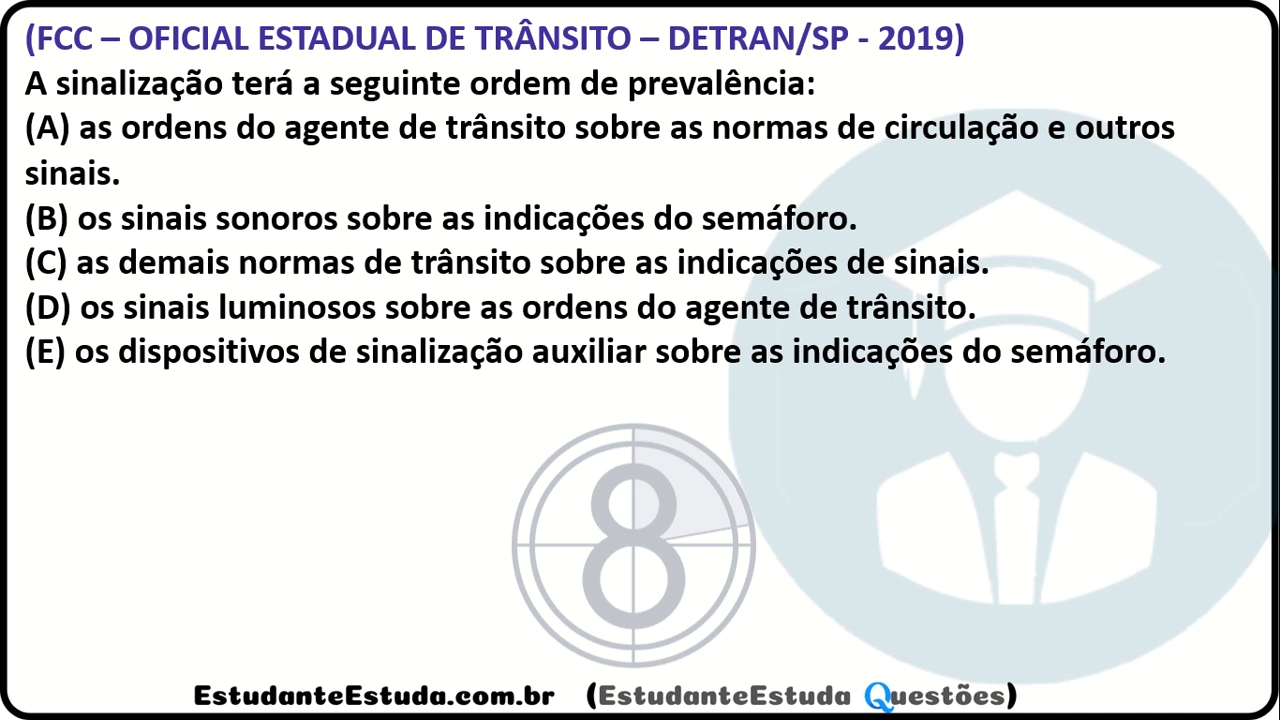 (FCC – OFICIAL ESTADUAL DE TRÂNSITO – DETRAN/SP - 2019)
A sinalização terá a seguinte ordem de prevalência:
(A) as ordens do agente de trânsito sobre as normas de circulação e outros
sinais.
(B) os sinais sonoros sobre as indicações do semáforo.
(C) as demais normas de trânsito sobre as indicações de sinais.
(D) os sinais luminosos sobre as ordens do agente de trânsito.
(E) os dispositivos de sinalização auxiliar sobre as indicações do semáforo.
8
EstudanteEstuda.com.br (EstudanteEstuda Questões)